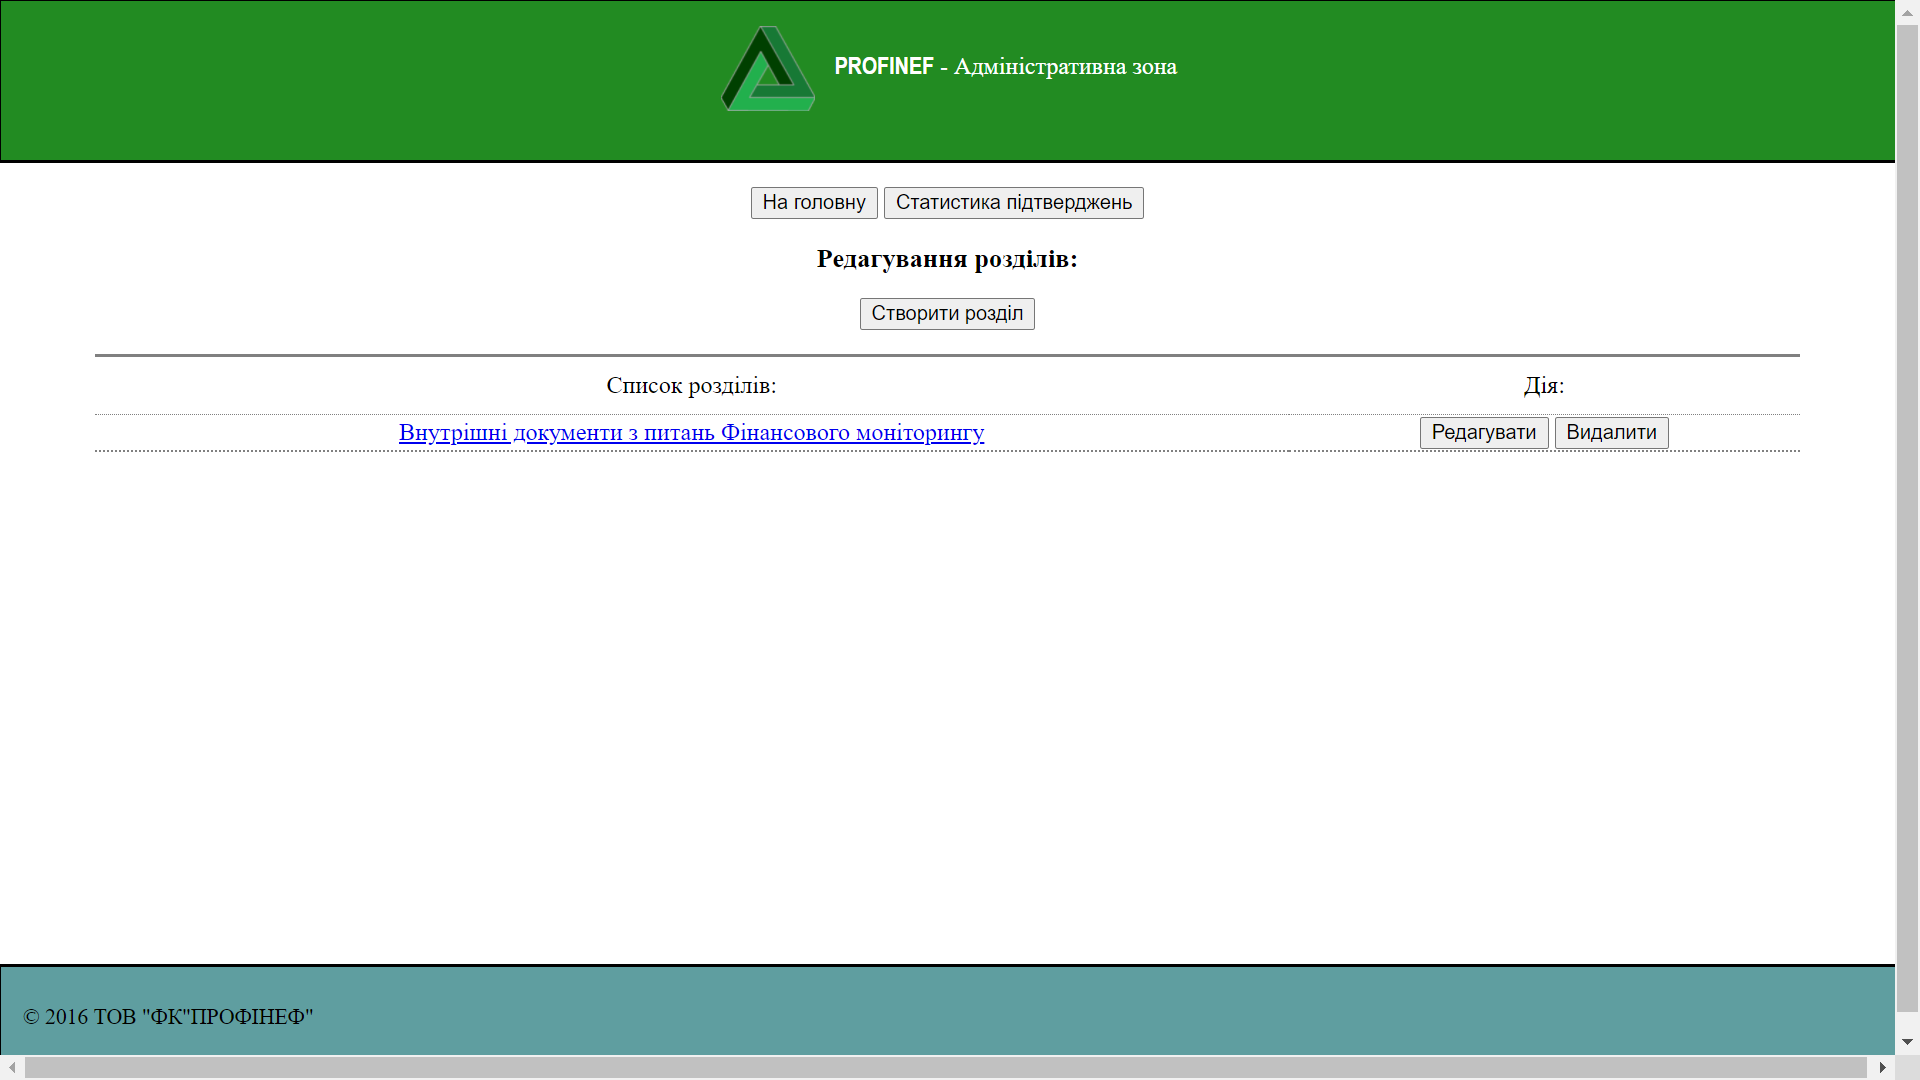 PROFINEF - Адміністративна зона
На головну Статистика підтверджень
Редагування розділів:
Створити розділ
Список розділів: Дія:
Внутрішні документи з питань Фінансового моніторингу Редагувати Видалити
© 2016 ТОВ "ФК"ПРОФІНЕФ"